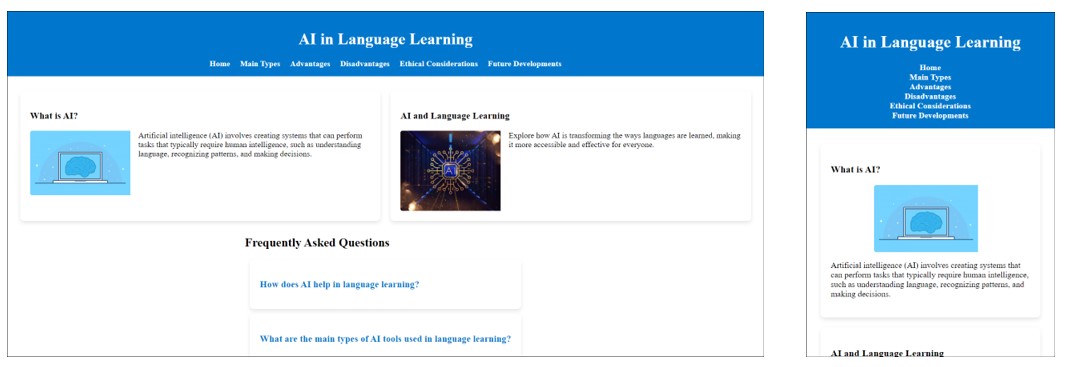 AI in Language Learning
Home Main Types Advantages Disadvantages Ethical Considerations Future Developments
What is AI?
Artificial intelligence (AI) involves creating systems that can perform
tasks that typically require human intelligence, such as understanding
language, recognizing patterns, and making decisions.
AI and Language Learning
AI
Explore how AI is transforming the ways languages are learned, making
it more accessible and effective for everyone.
Frequently Asked Questions
How does AI help in language learning?
What are the main types of AI tools used in language learning?
AI in Language Learning
Home
Main Types
Advantages
Disadvantages
Ethical Considerations
Future Developments
What is AI?
Artificial intelligence (AI) involves creating systems that
can perform tasks that typically require human intelligence,
such as understanding language, recognizing patterns, and
making decisions.
AI and Language Learning